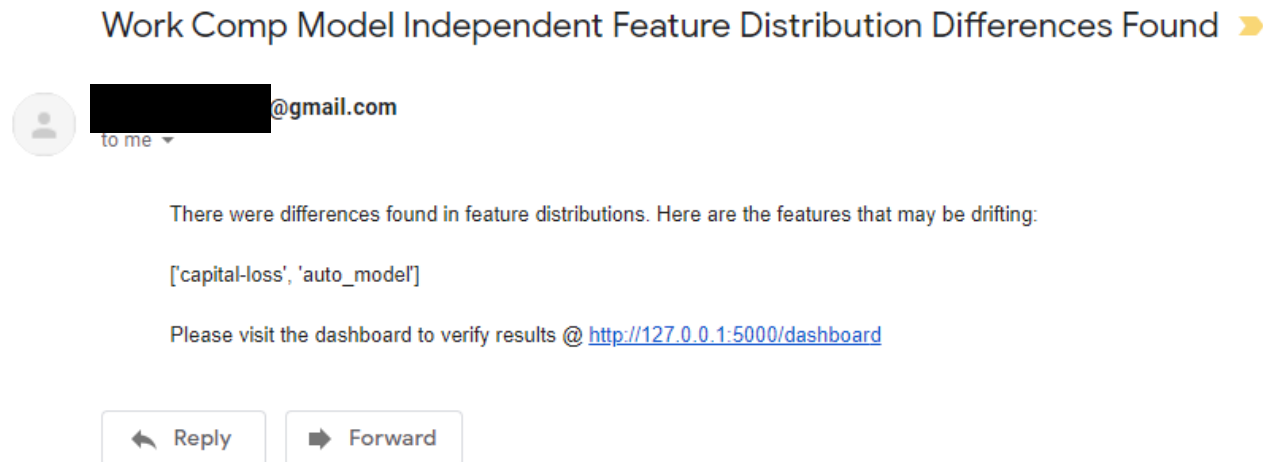 Work Comp Model Independent Feature Distribution Differences Found
@gmail.com
to me
There were differences found in feature distributions. Here are the features that may be drifting:
['capital-loss', 'auto_model']
Please visit the dashboard to verify results @ http://127.0.0.1:5000/dashboard
Reply Forward